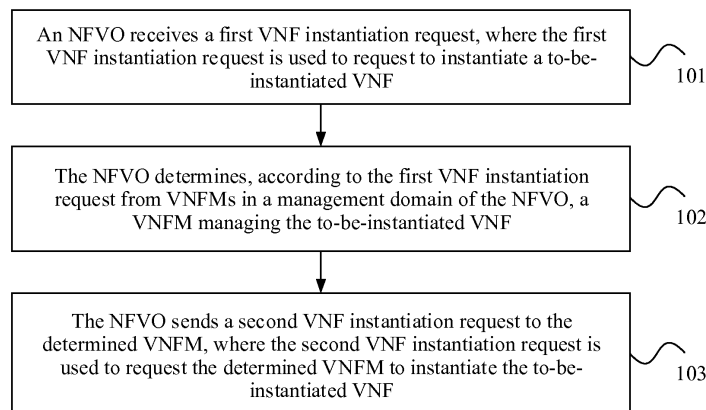 An NFVO receives a first VNF instantiation request, where the first
VNF instantiation request is used to request to instantiate a to-be-
instantiated VNF
101
The NFVO determines, according to the first VNF instantiation
request from VNFMs in a management domain of the NFVO, a
VNFM managing the to-be-instantiated VNF
102
The NFVO sends a second VNF instantiation request to the
determined VNFM, where the second VNF instantiation request is
used to request the determined VNFM to instantiate the to-be-
instantiated VNF
103